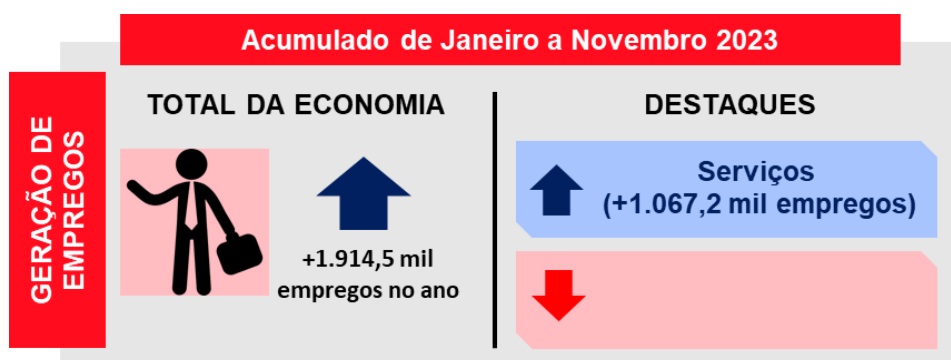 Acumulado de Janeiro a Novembro 2023
GERAÇÃO DE
EMPREGOS
TOTAL DA ECONOMIA
+1.914,5 mil
empregos no ano
DESTAQUES
Serviços
(+1.067,2 mil empregos)